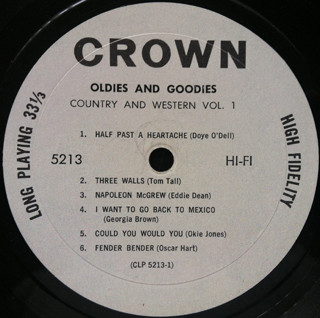 CROWN
OLDIES AND GOODiES
COUNTRY AND WESTERN VOL. 1
LONG PLAYING 33⅓
HIGH FIDELITY
1. HALF PAST A HEARTACHE (Doye O'Dell)
5213 HI-FI
2. THREE WALLS (Tom Tall)
3. NAPOLEON McGREW (Eddie Dean)
4. I WANT TO GO BACK TO MEXICO
(Georgia Brown)
5. COULD YOU WOULD YOU (Okie Jones)
6. FENDER BENDER (Oscar Hart)
(CLP 5213-1)